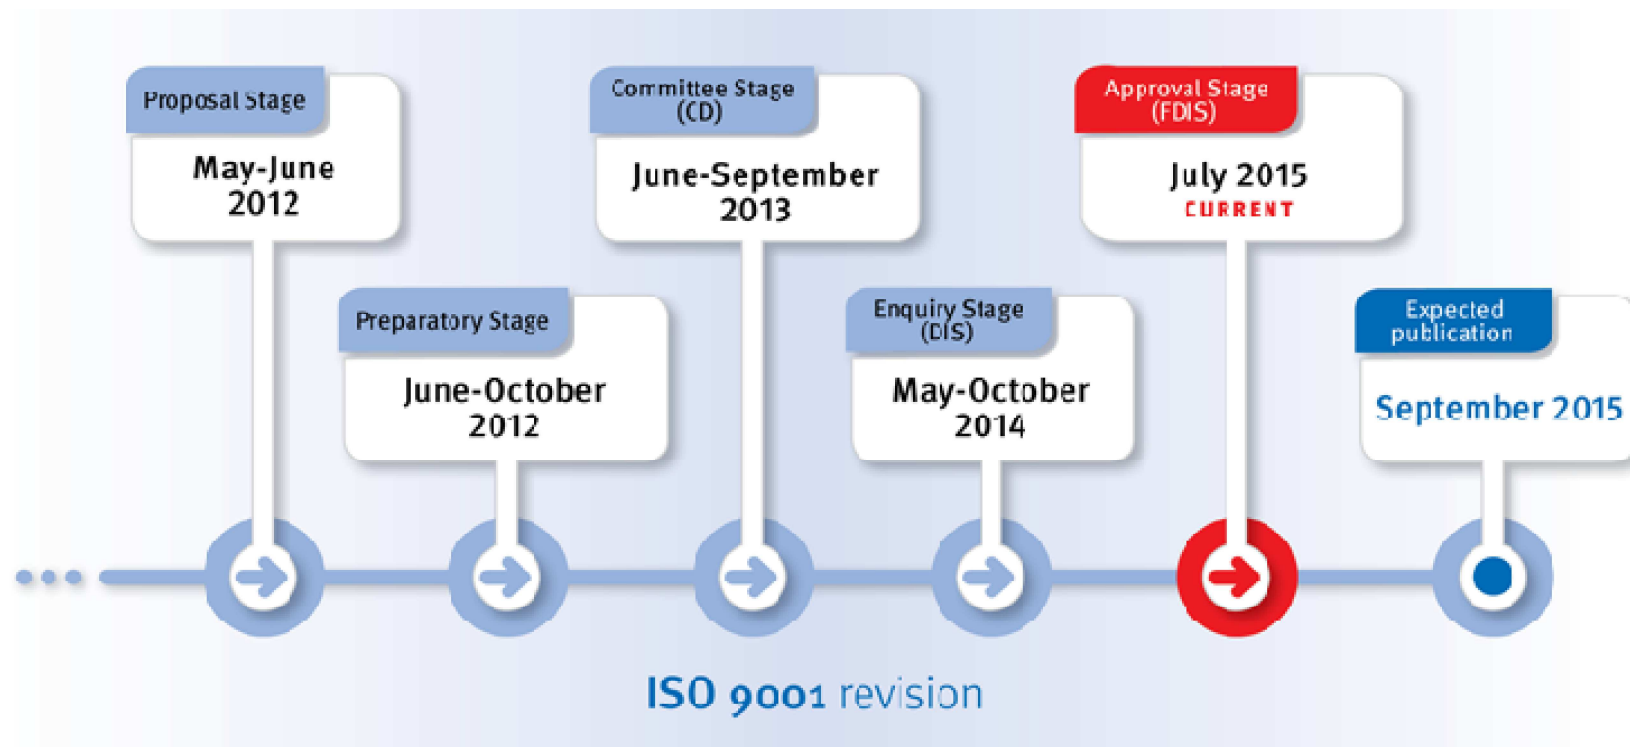 Proposal Stage
May-June
2012
Preparatory Stage
June-October
2012
Committee Stage
(CD)
June-September
2013
Enquiry Stage
(DIS)
May-October
2014
Approval Stage
(FDIS)
July 2015
CURRENT
Expected
publication
September 2015
ISO 9001 revision